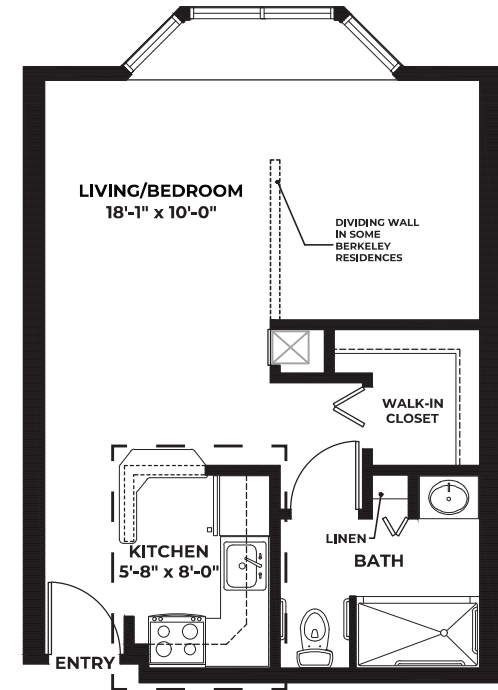 LIVING/BEDROOM
18'-1" x 10'-0"
DIVIDING WALL
IN SOME
BERKELEY
RESIDENCES
WALK-IN
CLOSET
LINEN
BATH
KITCHEN
5'-8" x 8'-0"
ENTRY